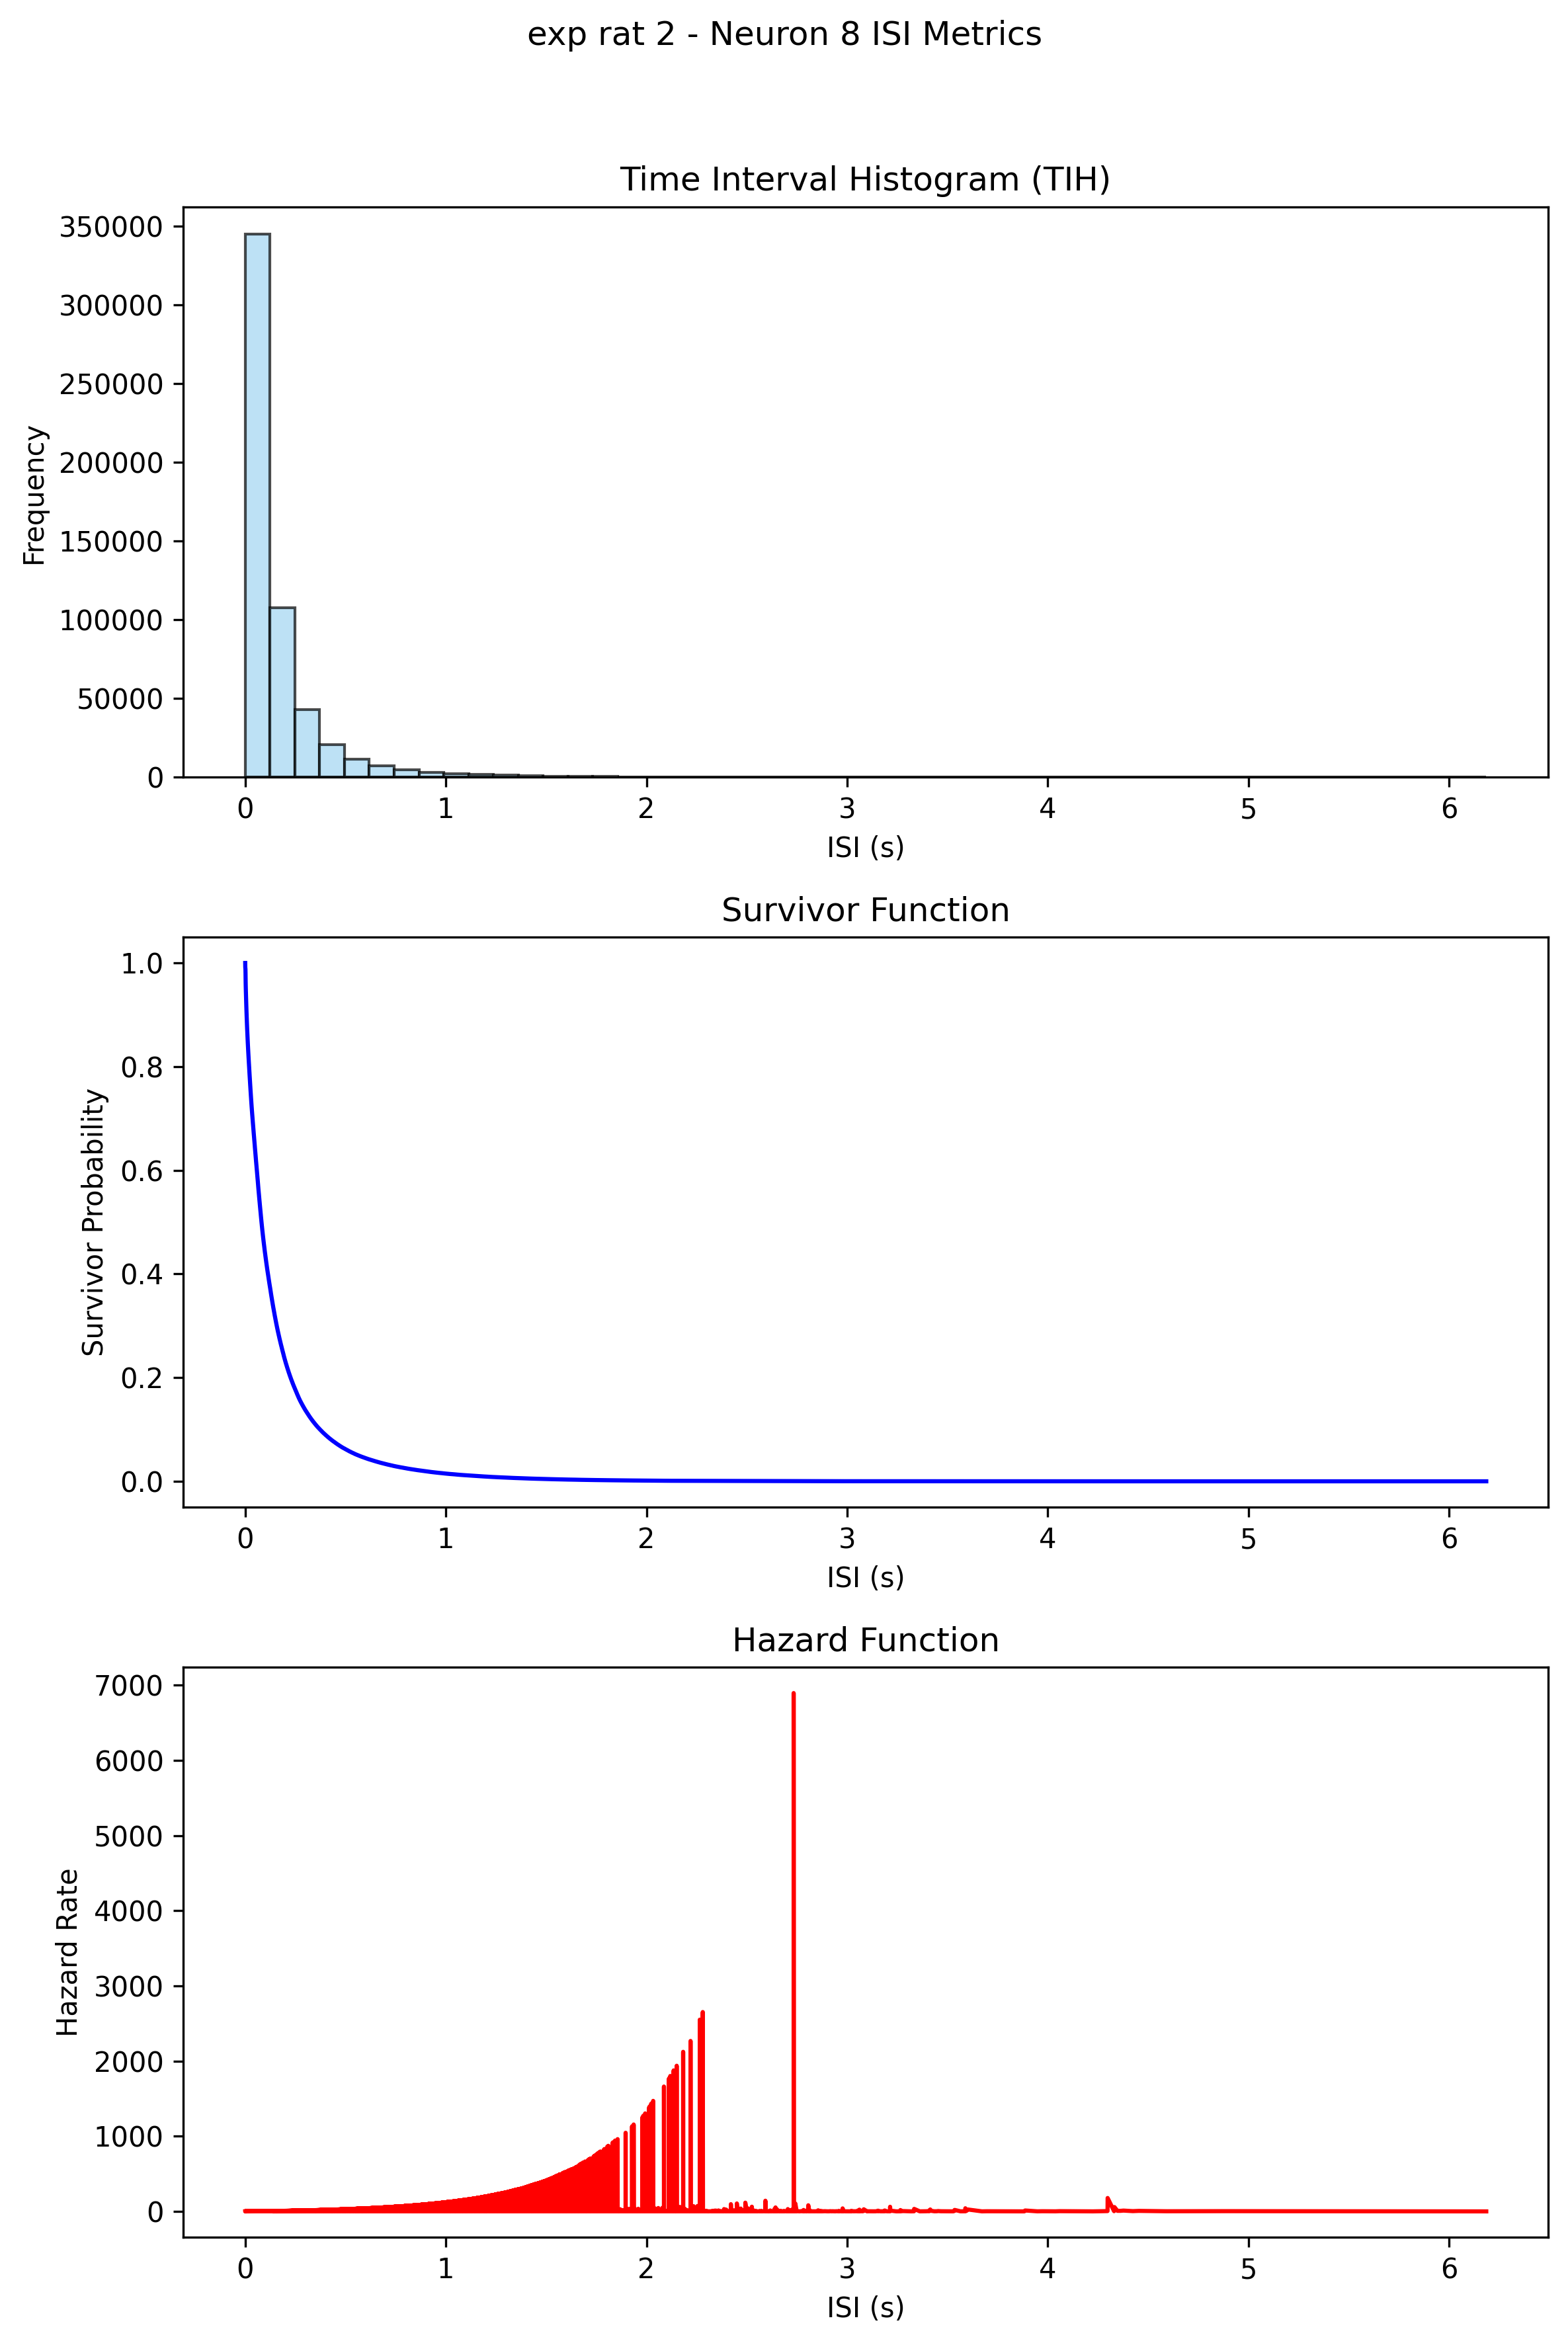 exp rat 2 - Neuron 8 ISI Metrics
Time Interval Histogram (TIH)
350000
300000
250000
200000
150000
100000
50000
0
Frequency
0 1 2 3 4 5 6
ISI (s)
Survivor Function
1.0
0.8
0.6
0.4
0.2
0.0
Survivor Probability
0 1 2 3 4 5 6
ISI (s)
Hazard Function
7000
6000
5000
4000
3000
2000
1000
0
Hazard Rate
0 1 2 3 4 5 6
ISI (s)